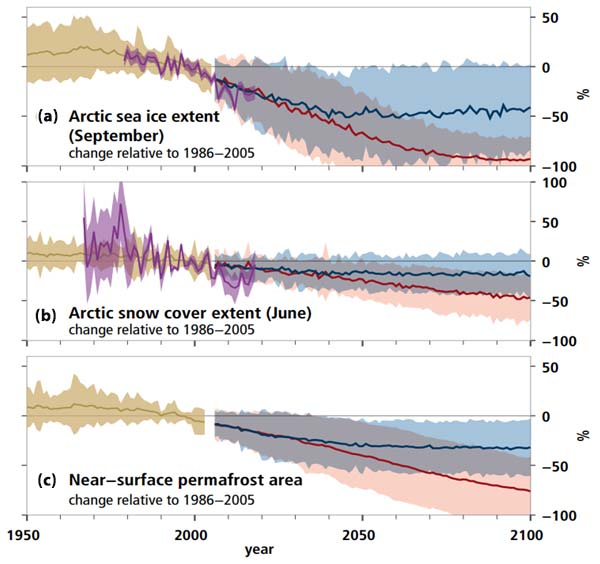 50
0
−50
−100
%
(a) Arctic sea ice extent
(September)
change relative to 1986−2005
100
50
0
−50
−100
%
(b) Arctic snow cover extent (June)
change relative to 1986−2005
50
0
−50
−100
%
(c) Near−surface permafrost area
change relative to 1986−2005
1950 2000 2050 2100
year